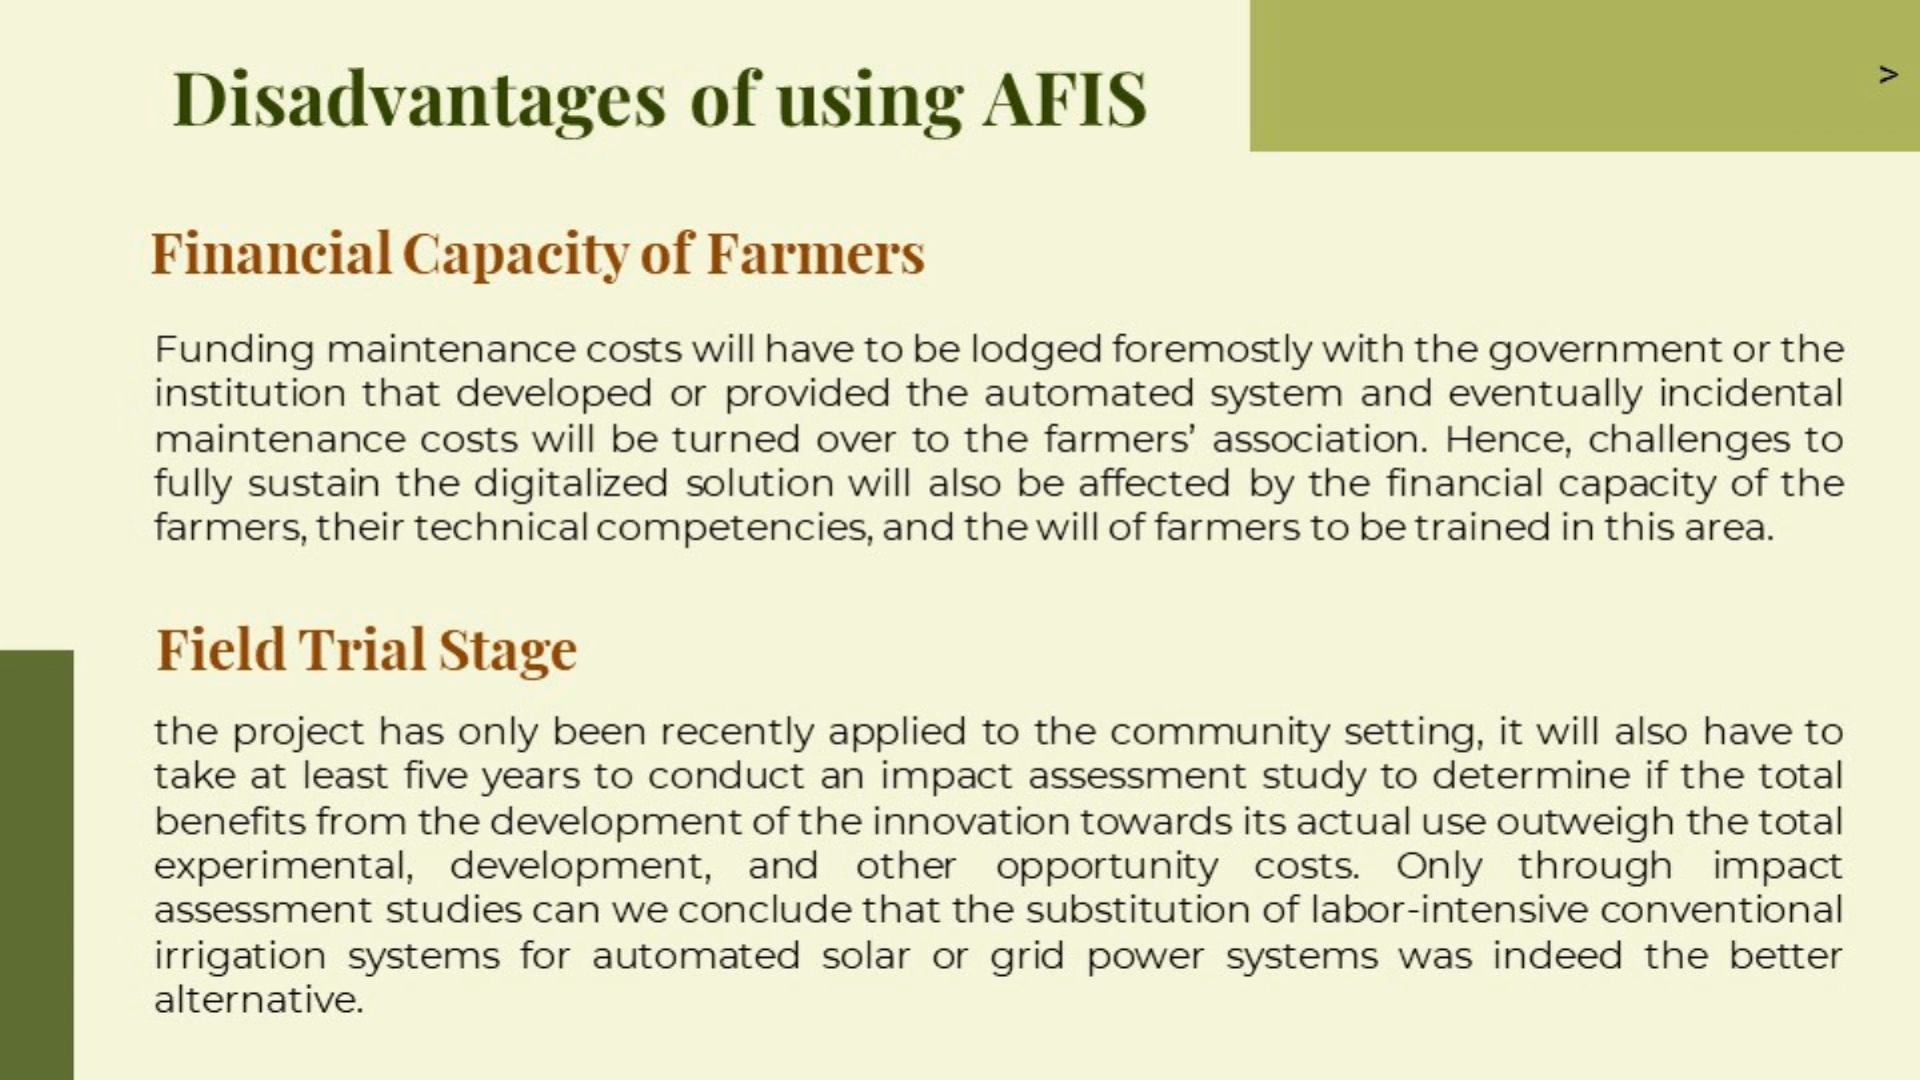 Disadvantages of using AFIS
>
Financial Capacity of Farmers
Funding maintenance costs will have to be lodged foremostly with the government or the
institution that developed or provided the automated system and eventually incidental
maintenance costs will be turned over to the farmers’ association. Hence, challenges to
fully sustain the digitalized solution will also be affected by the financial capacity of the
farmers, their technical competencies, and the will of farmers to be trained in this area.
Field Trial Stage
the project has only been recently applied to the community setting, it will also have to
take at least five years to conduct an impact assessment study to determine if the total
benefits from the development of the innovation towards its actual use outweigh the total
experimental, development, and other opportunity costs. Only through impact
assessment studies can we conclude that the substitution of labor-intensive conventional
irrigation systems for automated solar or grid power systems was indeed the better
alternative.